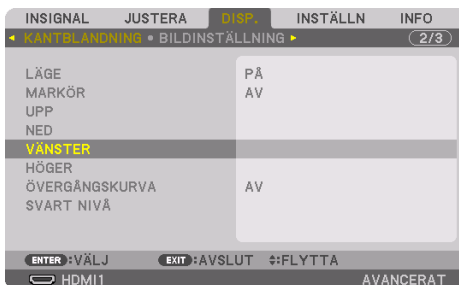 INSIGNAL JUSTERA DISP. INSTÄLLN INFO
KANTBLANDNING • BILDINSTÄLLNING 2/3
LÄGE PÅ
MARKÖR AV
UPP
NED
VÄNSTER
HÖGER
ÖVERGÅNGSKURVA AV
SVART NIVÅ
ENTER:VÄLJ EXIT:AVSLUT :FLYTTA
HDMI1 AVANCERAT